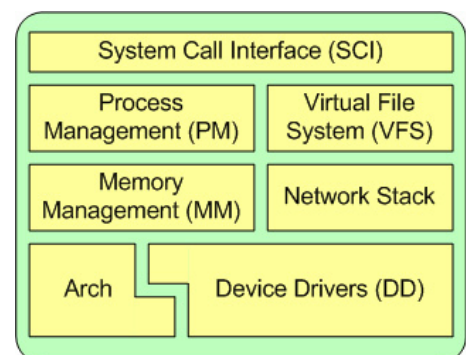 System Call Interface (SCI)
Process
Management (PM)
Virtual File
System (VFS)
Memory
Management (MM)
Network Stack
Arch
Device Drivers (DD)